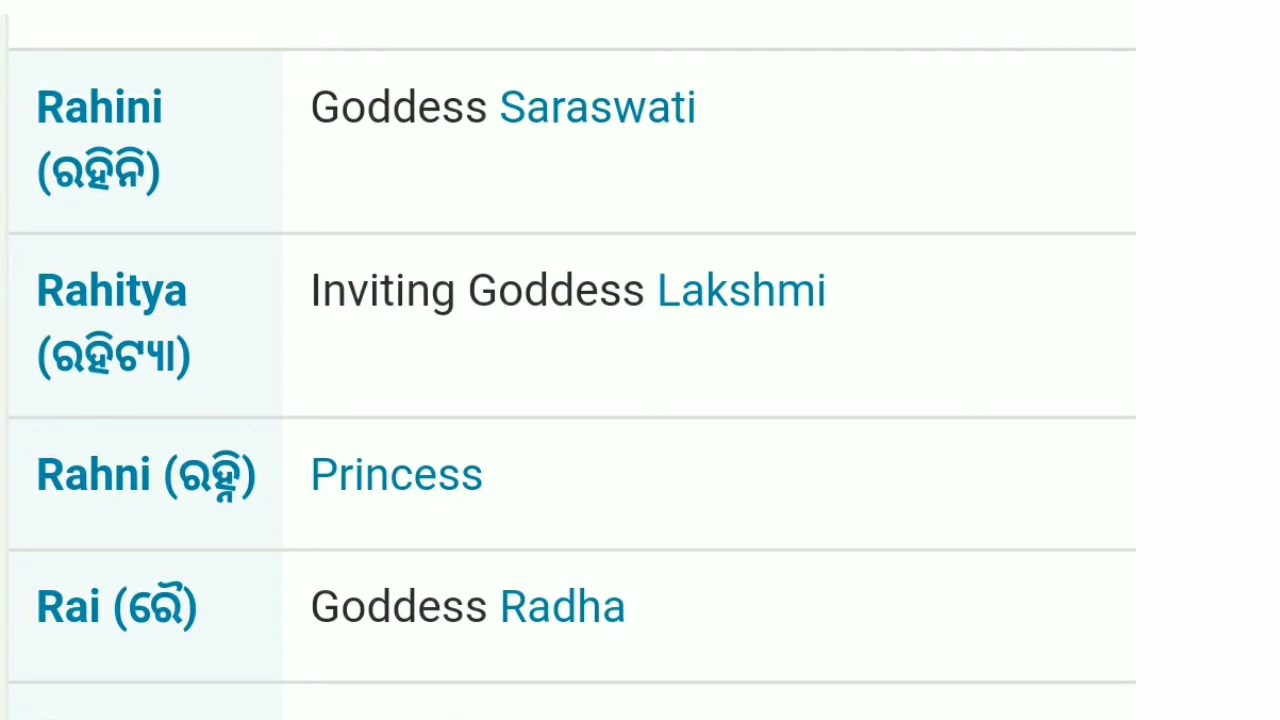 Rahini Goddess Saraswati
(ରହିନି)
Rahitya Inviting Goddess Lakshmi
(ରହିଟ୍ୟା)
Rahni (ରହ୍ନି) Princess
Rai (ରୈ) Goddess Radha